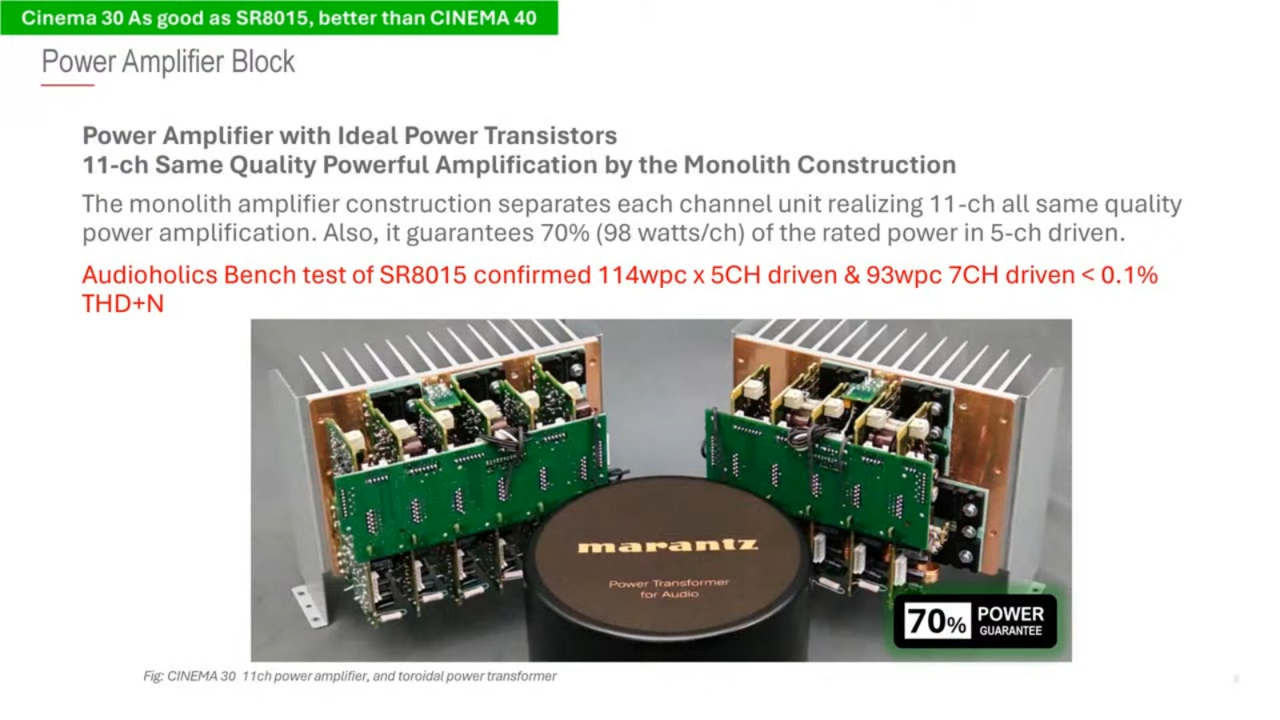 Cinema 30 As good as SR8015, better than CINEMA 40
Power Amplifier Block
Power Amplifier with Ideal Power Transistors
11-ch Same Quality Powerful Amplification by the Monolith Construction
The monolith amplifier construction separates each channel unit realizing 11-ch all same quality
power amplification. Also, it guarantees 70% (98 watts/ch) of the rated power in 5-ch driven.
Audioholics Bench test of SR8015 confirmed 114wpc x 5CH driven & 93wpc 7CH driven < 0.1%
THD+N
marantz
Power Transformer
for Audio
70% POWER
GUARANTEE
Fig: CINEMA 30 11ch power amplifier, and toroidal power transformer